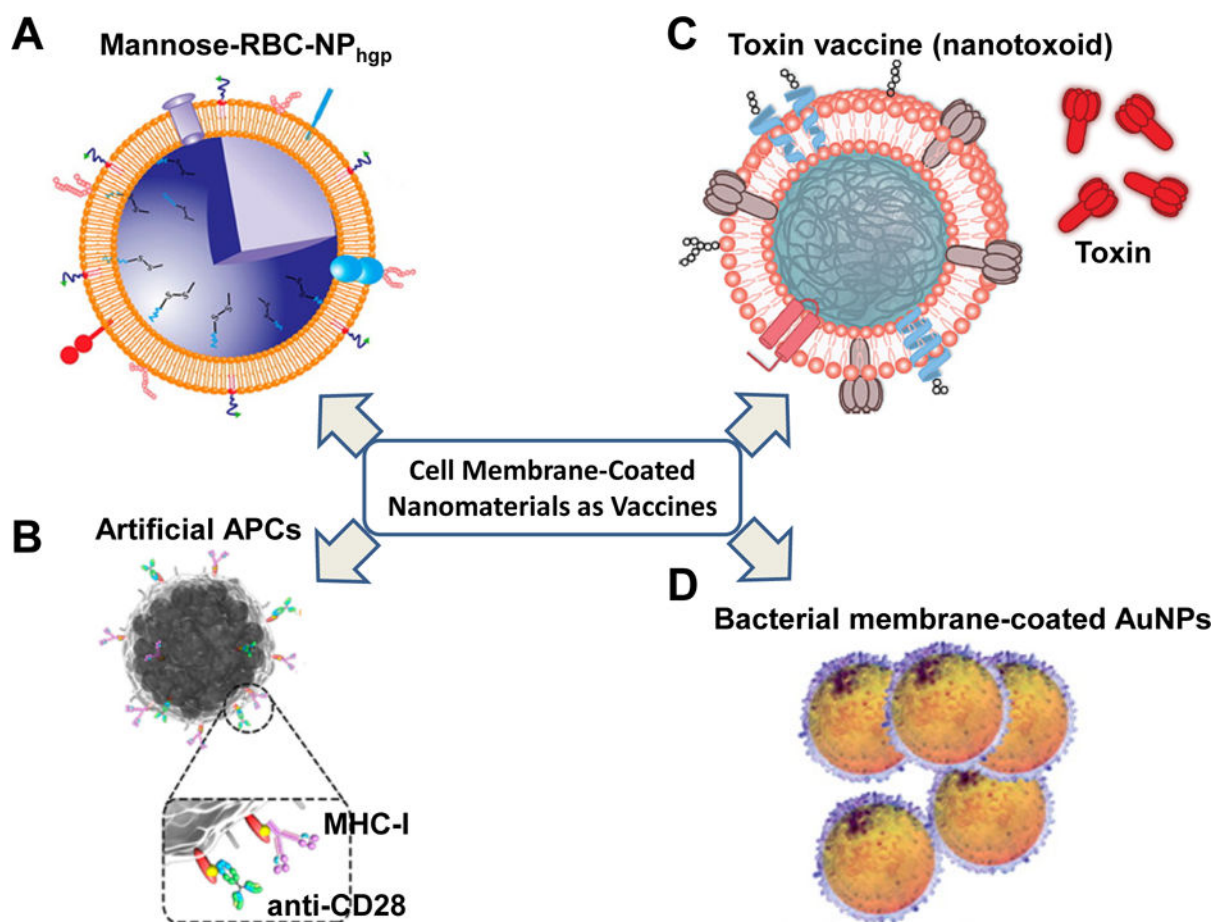 A
Mannose-RBC-NPhgp
C
Toxin vaccine (nanotoxoid)
Toxin
Cell Membrane-Coated
Nanomaterials as Vaccines
B
Artificial APCs
MHC-I
anti-CD28
D
Bacterial membrane-coated AuNPs